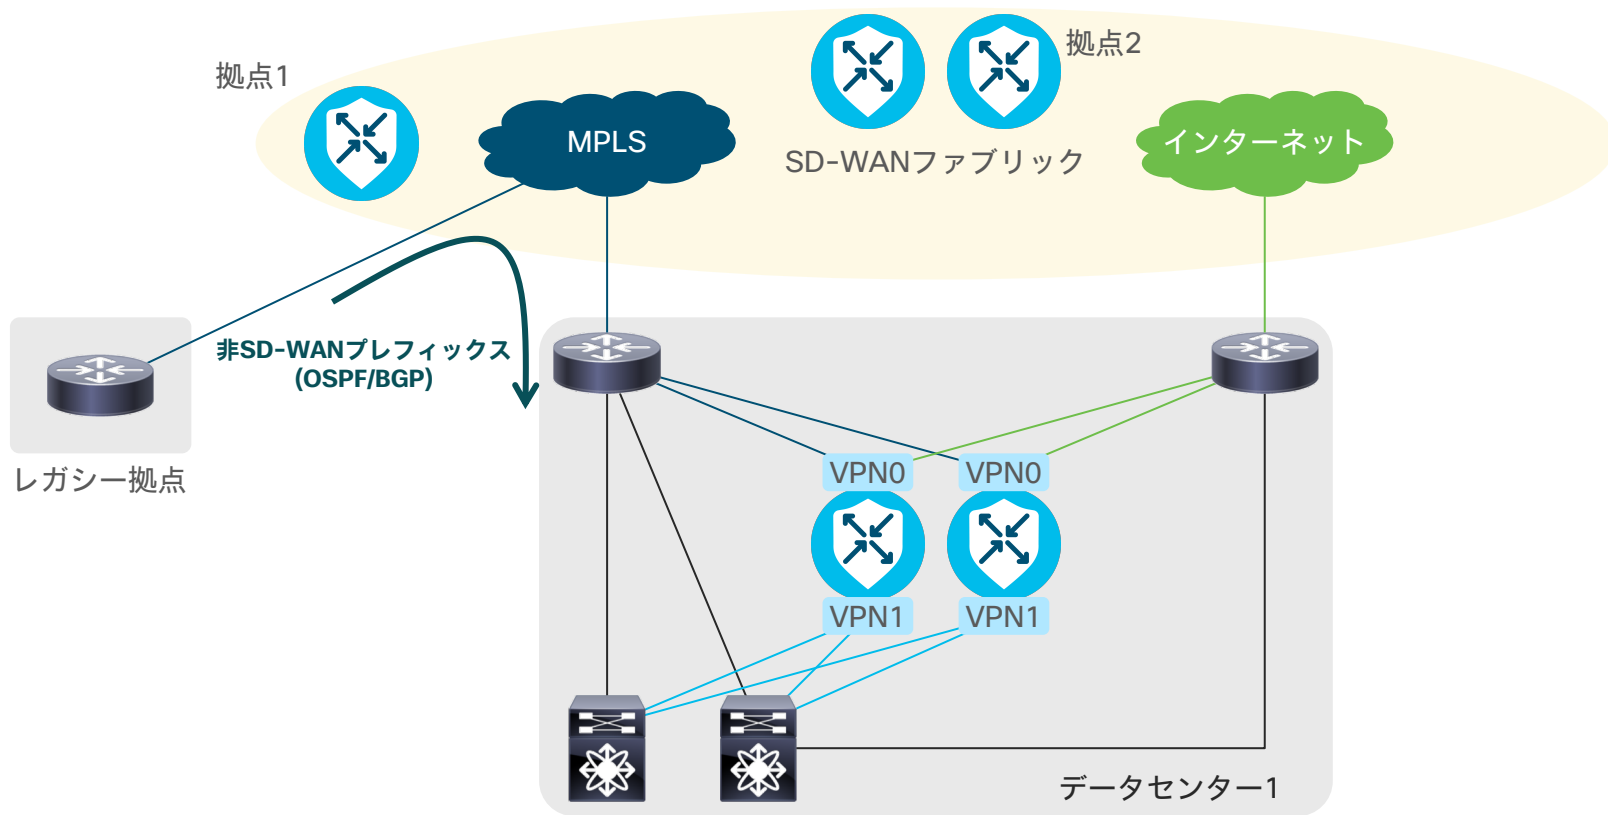 拠点1
拠点2
MPLS
SD-WANファブリック
インターネット
非SD-WANプレフィックス
(OSPF/BGP)
レガシー拠点
VPN0
VPN0
VPN1
VPN1
データセンター1